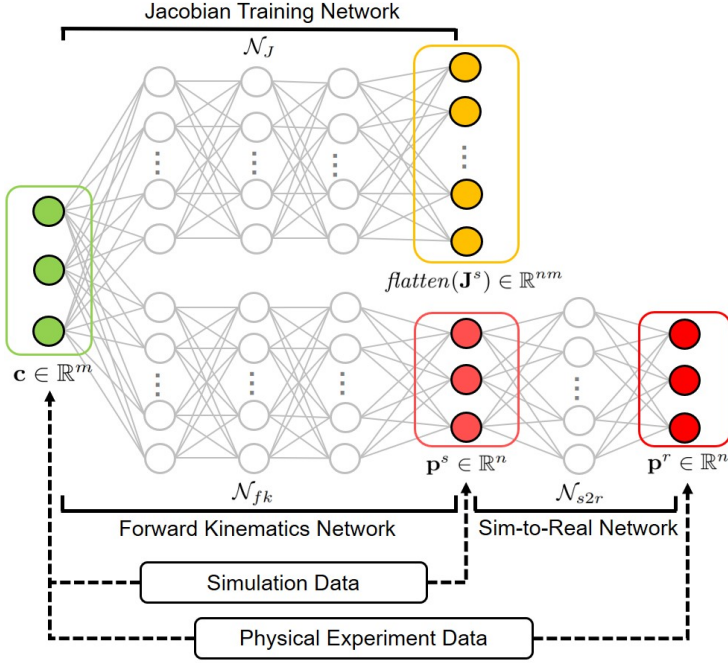 Jacobian Training Network
𝒩_J
flatten(𝐉^s) ∈ ℝ^{nm}
𝐜 ∈ ℝ^m
𝐩^s ∈ ℝ^n
𝐩^r ∈ ℝ^n
𝒩_{fk}
𝒩_{s2r}
Forward Kinematics Network
Sim-to-Real Network
Simulation Data
Physical Experiment Data